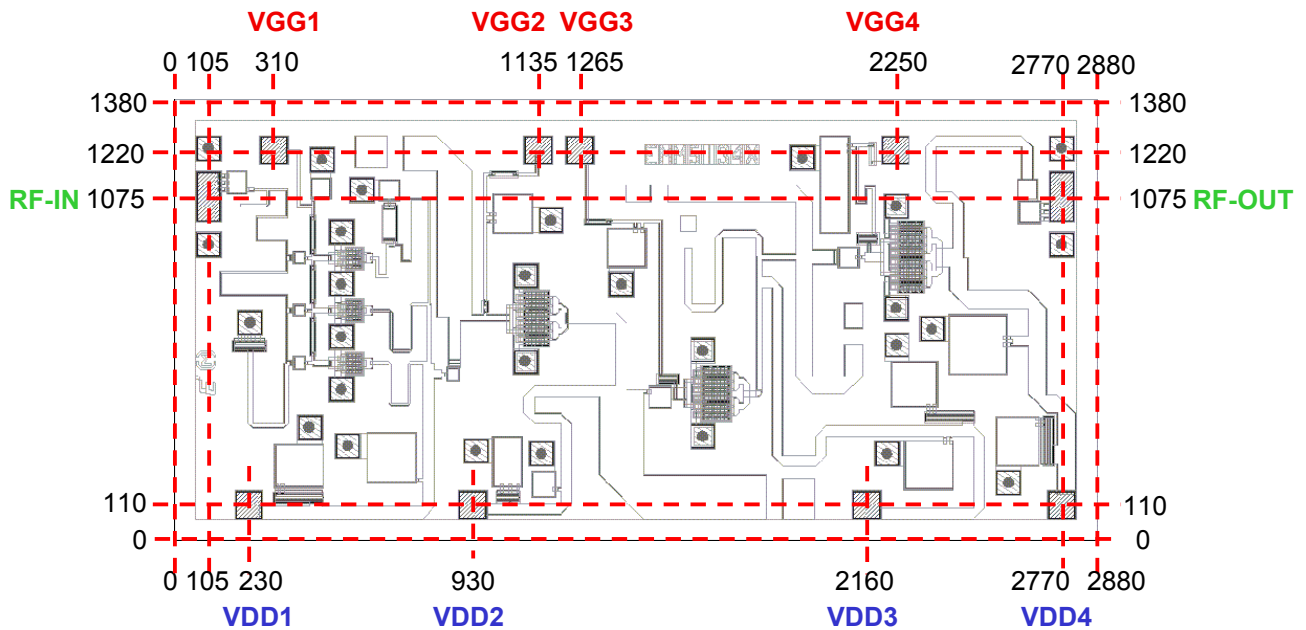 VGG1 VGG2 VGG3 VGG4
0 105 310 1135 1265 2250 2770 2880
1380 1380
1220 1220
RF-IN 1075 1075 RF-OUT
110 110
0 0
0 105 230 930 2160 2770 2880
VDD1 VDD2 VDD3 VDD4